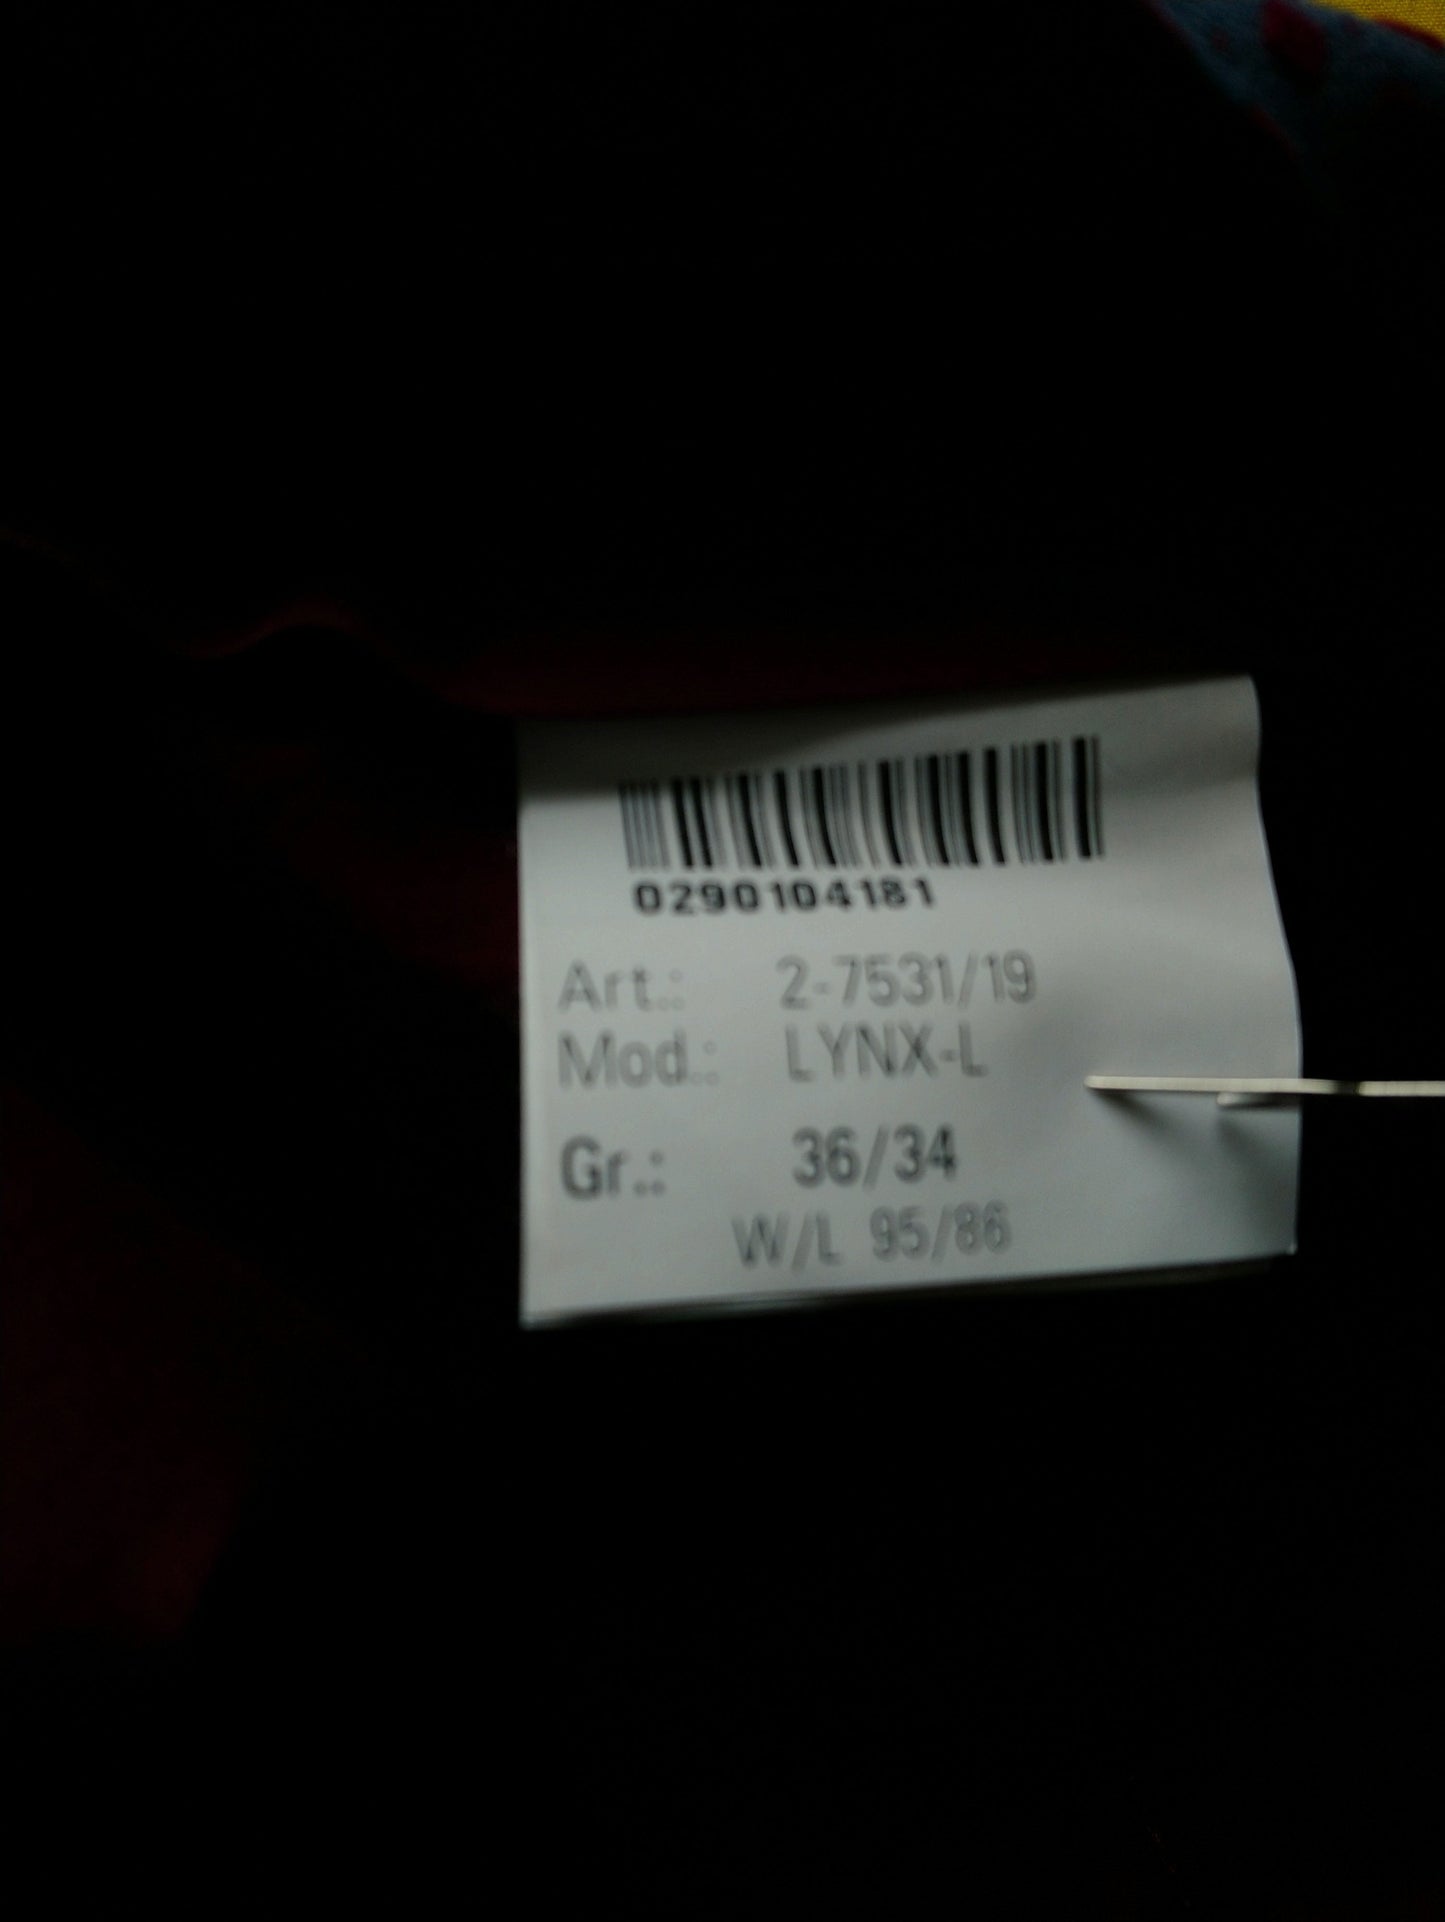 0290104181
Art.: 2-7531/19
Mod.: LYNX-L
Gr.: 36/34
W/L 95/86